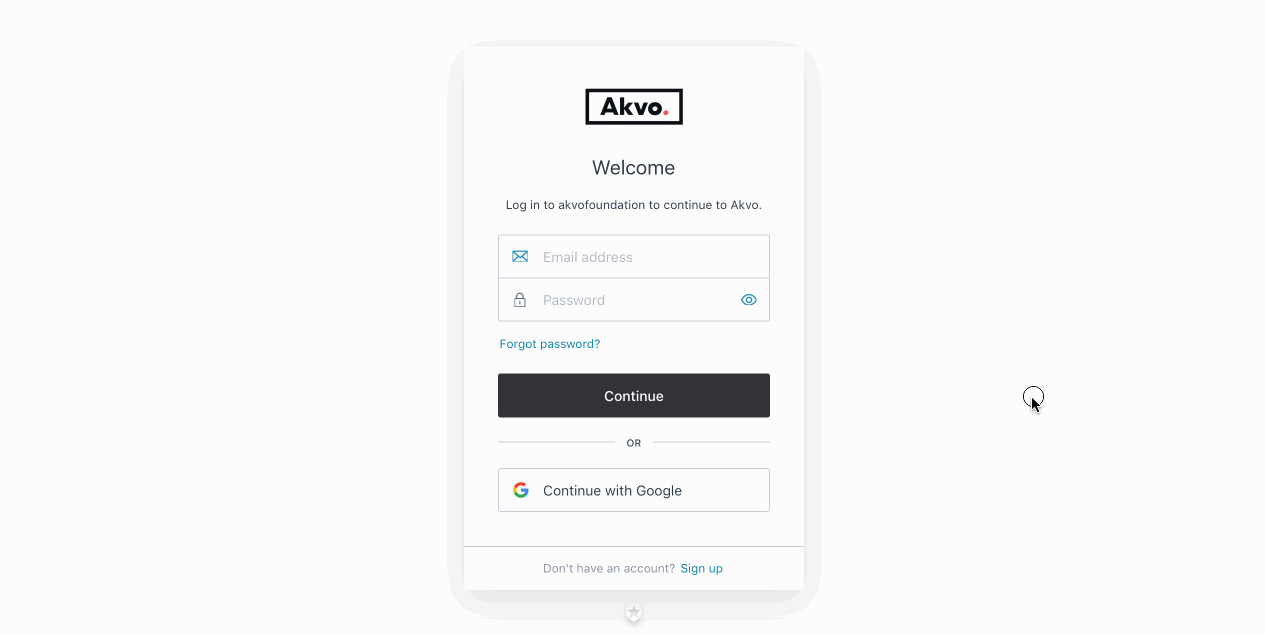 Akvo.
Welcome
Log in to akvofoundation to continue to Akvo.
Email address
Password
Forgot password?
Continue
OR
Continue with Google
Don't have an account? Sign up